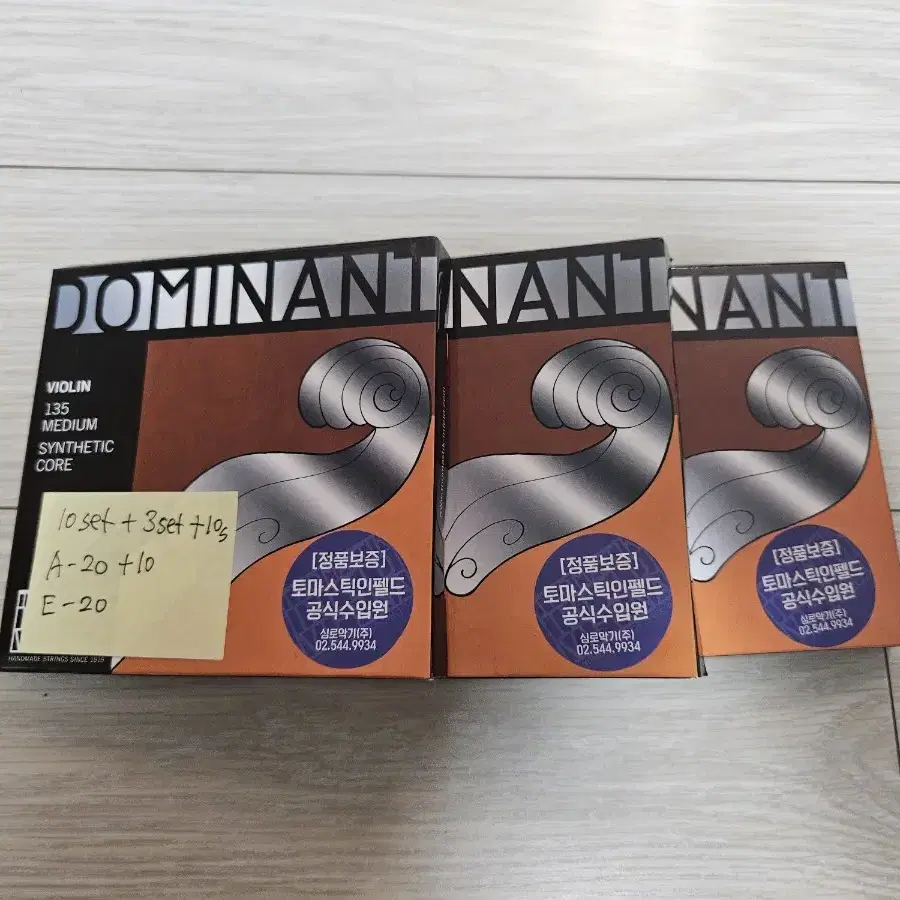 DOMINANT
VIOLIN
135
MEDIUM
SYNTHETIC
CORE
10set + 3set +10s
A-20 +10
E-20
HANDMADE STRINGS SINCE 1919
[정품보증]
토마스틱인펠드
공식수입원
심로악기(주)
02.544.9934
NANT
[정품보증]
토마스틱인펠드
공식수입원
심로악기(주)
02.544.9934
NANT
[정품보증]
토마스틱인펠드
공식수입원
심로악기(주)
02.544.9934